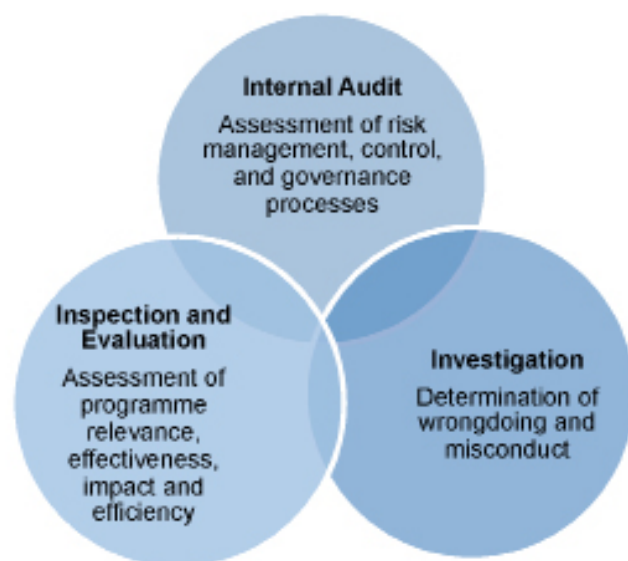 Internal Audit
Assessment of risk
management, control,
and governance
processes
Inspection and
Evaluation
Assessment of
programme
relevance,
effectiveness,
impact and
efficiency
Investigation
Determination of
wrongdoing and
misconduct